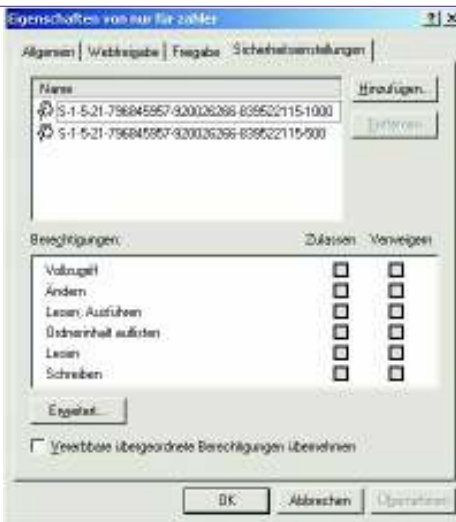 Eigenschaften von nur für zahler
Allgemein Webfreigabe Freigabe Sicherheitseinstellungen
Name Hinzufügen...
S-1-5-21-796845957-920026266-839522115-1000
S-1-5-21-796845957-920026266-839522115-500
Entfernen
Berechtigungen: Zulassen Verweigern
Vollzugriff
Ändern
Lesen, Ausführen
Ordnerinhalt auflisten
Lesen
Schreiben
Erweitert...
Vererbbare übergeordnete Berechtigungen übernehmen
OK Abbrechen Übernehmen